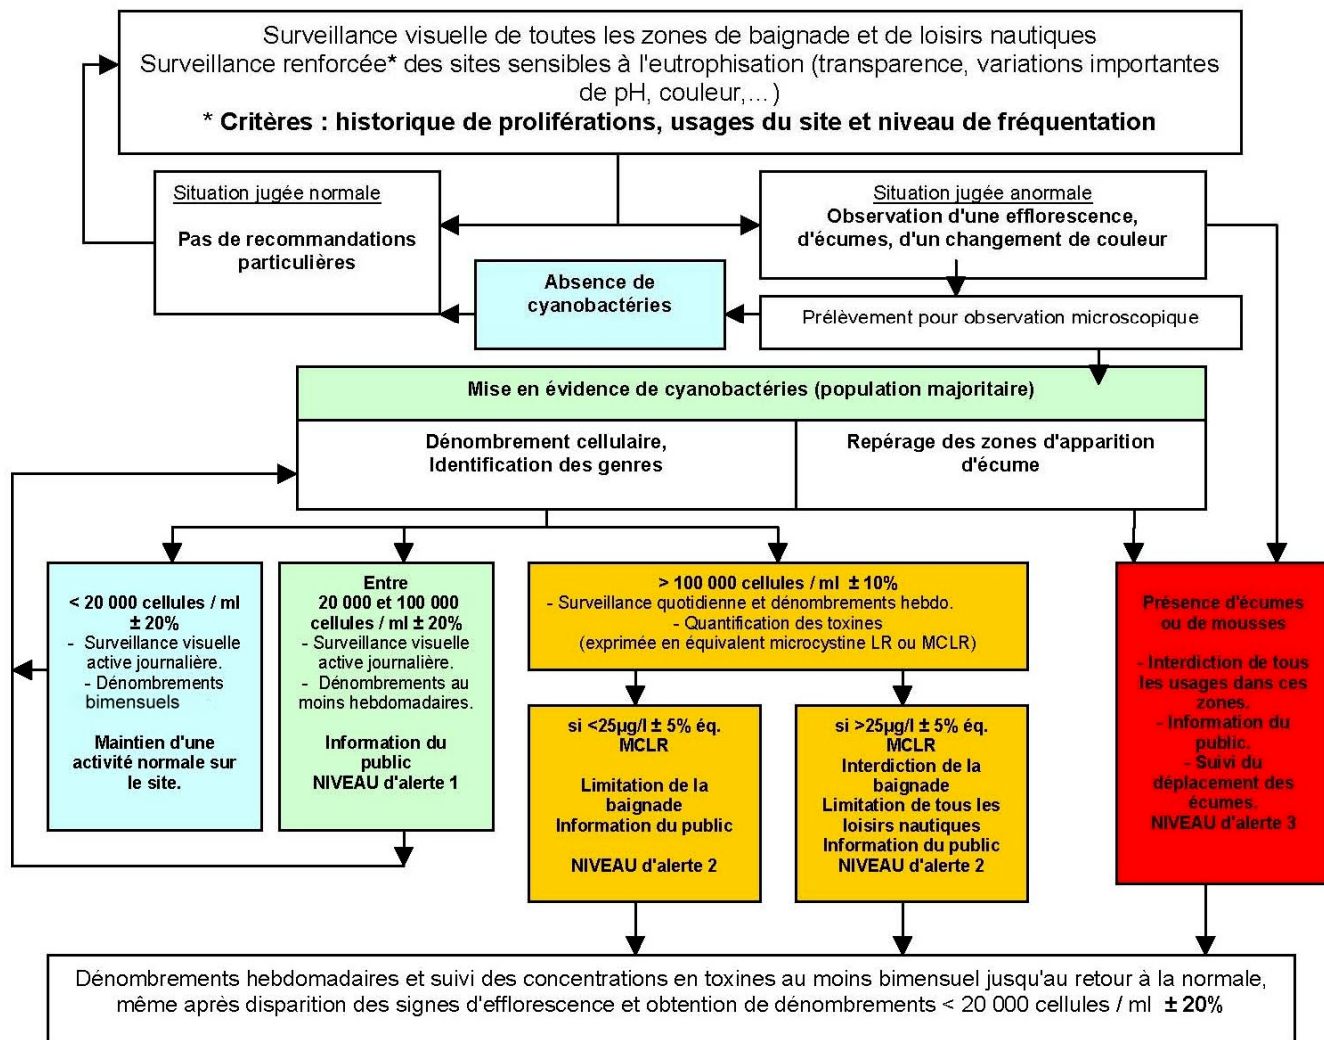 Surveillance visuelle de toutes les zones de baignade et de loisirs nautiques
Surveillance renforcée* des sites sensibles à l'eutrophisation (transparence, variations importantes
de pH, couleur,...)
* Critères : historique de proliférations, usages du site et niveau de fréquentation
Situation jugée normale
Pas de recommandations
particulières
Situation jugée anormale
Observation d'une efflorescence,
d'écumes, d'un changement de couleur
Absence de
cyanobactéries
Prélèvement pour observation microscopique
Mise en évidence de cyanobactéries (population majoritaire)
Dénombrement cellulaire,
Identification des genres
Repérage des zones d'apparition
d'écume
< 20 000 cellules / ml
± 20%
- Surveillance visuelle
active journalière.
- Dénombrements
bimensuels
Maintien d'une
activité normale sur
le site.
Entre
20 000 et 100 000
cellules / ml ± 20%
- Surveillance visuelle
active journalière.
- Dénombrements au
moins hebdomadaires.
Information du
public
NIVEAU d'alerte 1
> 100 000 cellules / ml ± 10%
- Surveillance quotidienne et dénombrements hebdo.
- Quantification des toxines
(exprimée en équivalent microcystine LR ou MCLR)
si <25µg/l ± 5% éq.
MCLR
Limitation de la
baignade
Information du public
NIVEAU d'alerte 2
si >25µg/l ± 5% éq.
MCLR
Interdiction de la
baignade
Limitation de tous les
loisirs nautiques
Information du public
NIVEAU d'alerte 2
Présence d'écumes
ou de mousses
- Interdiction de tous
les usages dans ces
zones.
- Information du
public.
- Suivi du
déplacement des
écumes.
NIVEAU d'alerte 3
Dénombrements hebdomadaires et suivi des concentrations en toxine au moins bimensuel jusqu'au retour à la normale,
même après disparition des signes d'efflorescence et obtention de dénombrements < 20 000 cellules / ml ± 20%